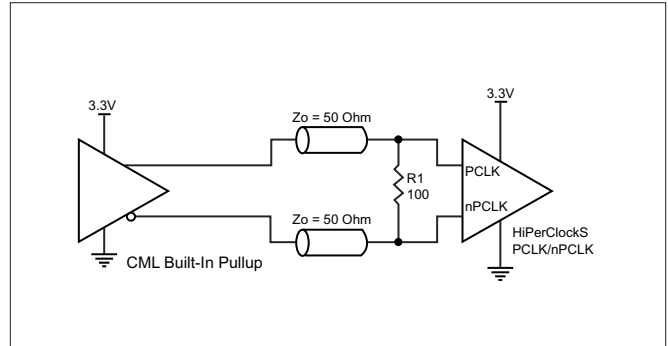 3.3V
3.3V
Zo = 50 Ohm
PCLK
R1
100
nPCLK
Zo = 50 Ohm
HiPerClockS
PCLK/nPCLK
CML Built-In Pullup